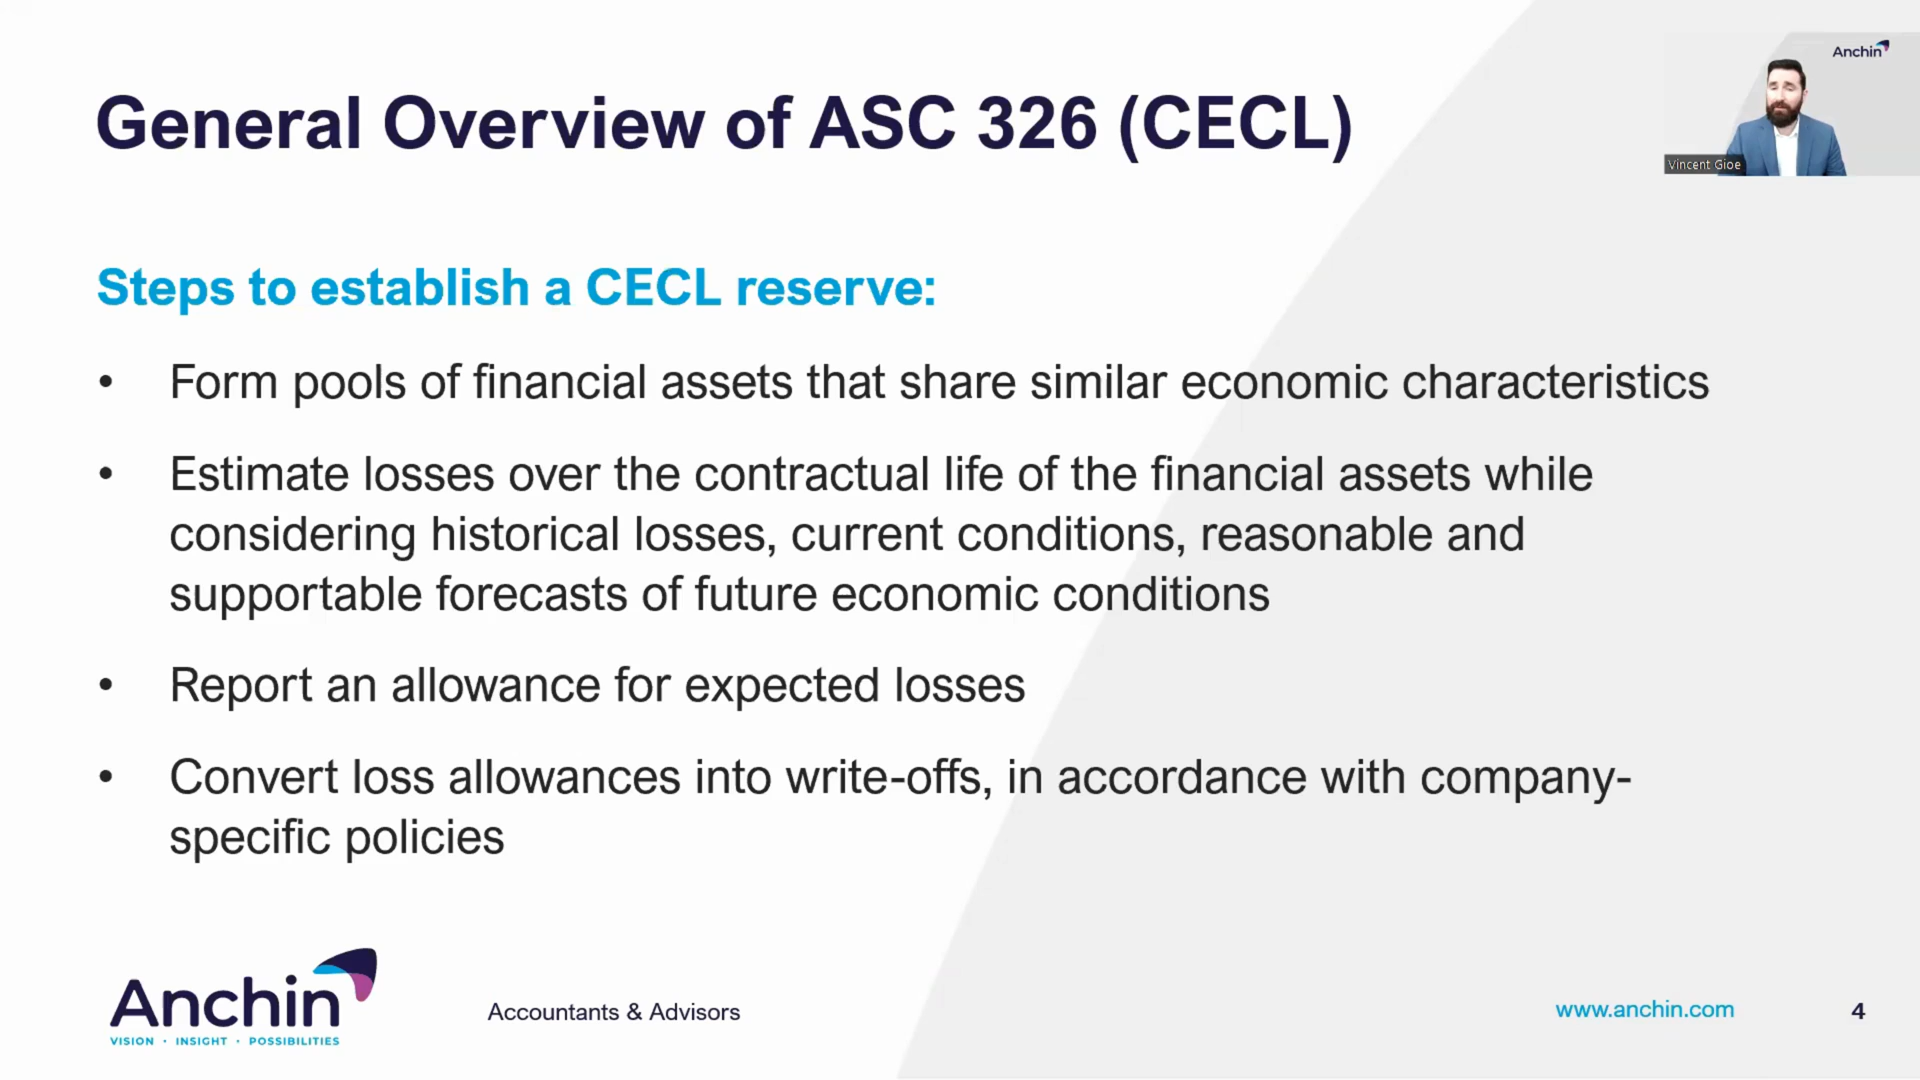 General Overview of ASC 326 (CECL)
Anchin
Vincent Gioe
Steps to establish a CECL reserve:
• Form pools of financial assets that share similar economic characteristics
• Estimate losses over the contractual life of the financial assets while
considering historical losses, current conditions, reasonable and
supportable forecasts of future economic conditions
• Report an allowance for expected losses
• Convert loss allowances into write-offs, in accordance with company-
specific policies
Anchin
VISION · INSIGHT · POSSIBILITIES
Accountants & Advisors
www.anchin.com
4